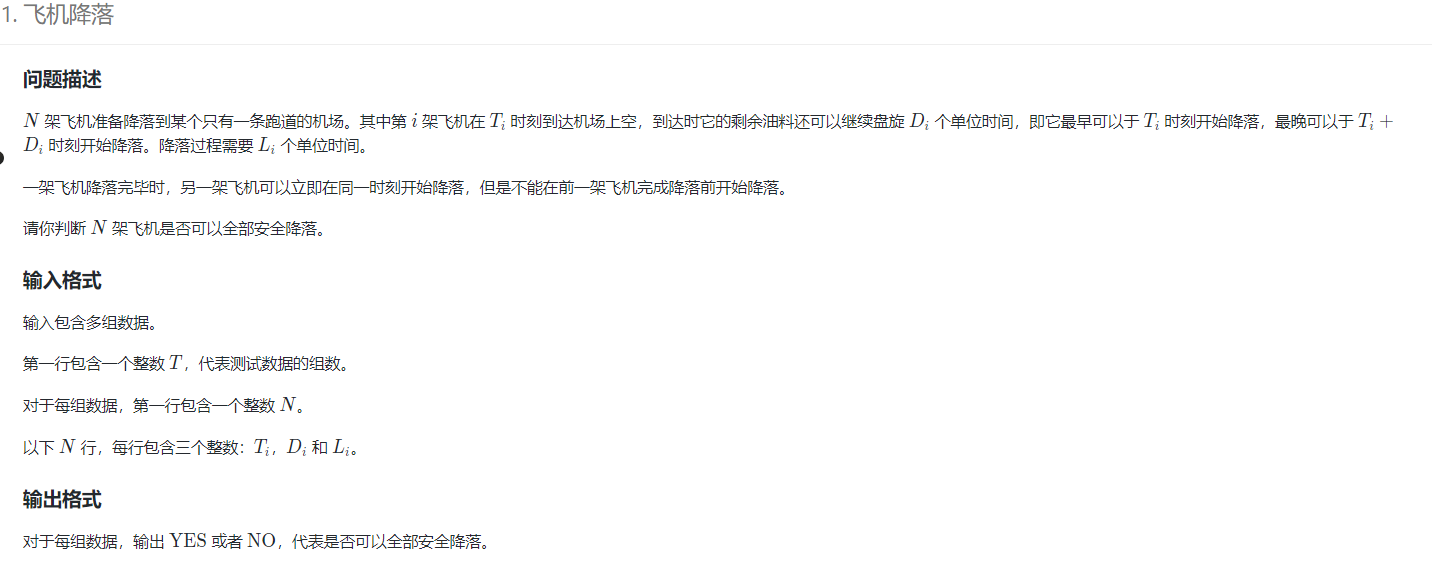 1. 飞机降落
问题描述
N 架飞机准备降落到某个只有一条跑道的机场。其中第 i 架飞机在 Ti 时刻到达机场上空，到达时它的剩余油料还可以继续盘旋 Di 个单位时间，即它最早可以于 Ti 时刻开始降落，最晚可以于 Ti +
Di 时刻开始降落。降落过程需要 Li 个单位时间。
一架飞机降落完毕时，另一架飞机可以立即在同一时刻开始降落，但是不能在前一架飞机完成降落前开始降落。
请你判断 N 架飞机是否可以全部安全降落。
输入格式
输入包含多组数据。
第一行包含一个整数 T，代表测试数据的组数。
对于每组数据，第一行包含一个整数 N。
以下 N 行，每行包含三个整数：Ti，Di 和 Li。
输出格式
对于每组数据，输出 YES 或者 NO，代表是否可以全部安全降落。